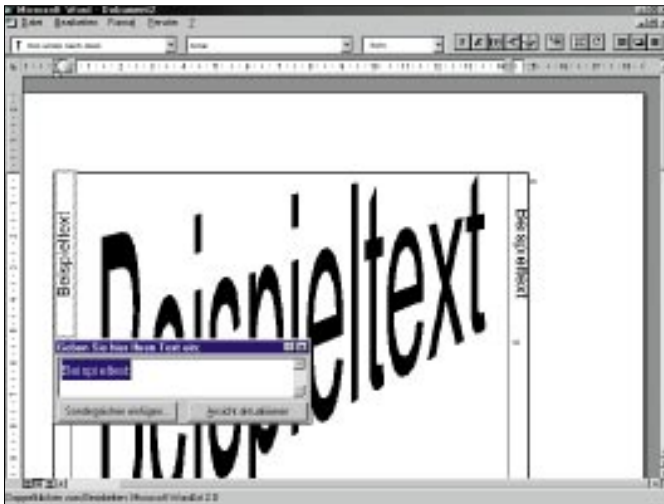 Microsoft Word - Dokument2
Datei Bearbeiten Format Fenster ?
Beispieltext
Beispieltext
Beispieltext
Geben Sie hier Ihren Text ein:
Beispieltext
Sonderzeichen einfügen... Ansicht aktualisieren
Doppelklicken zum Bearbeiten: Microsoft WordArt 2.0